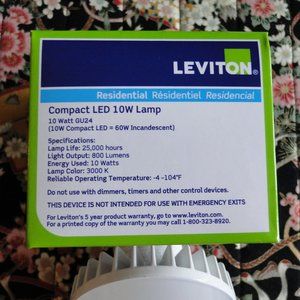 LEVITON®
Residential Résidentiel Residencial
Compact LED 10W Lamp
10 Watt GU24
(10W Compact LED = 60W Incandescent)
Specifications:
Lamp Life: 25,000 hours
Light Output: 800 Lumens
Energy Used: 10 Watts
Lamp Color: 3000 K
Reliable Operating Temperature: -4 -104°F
Do not use with dimmers, timers and other control devices.
THIS DEVICE IS NOT INTENDED FOR USE WITH EMERGENCY EXITS
For Leviton's 5 year product warranty, go to www.leviton.com.
For a printed copy of the warranty you may call 1-800-323-8920.